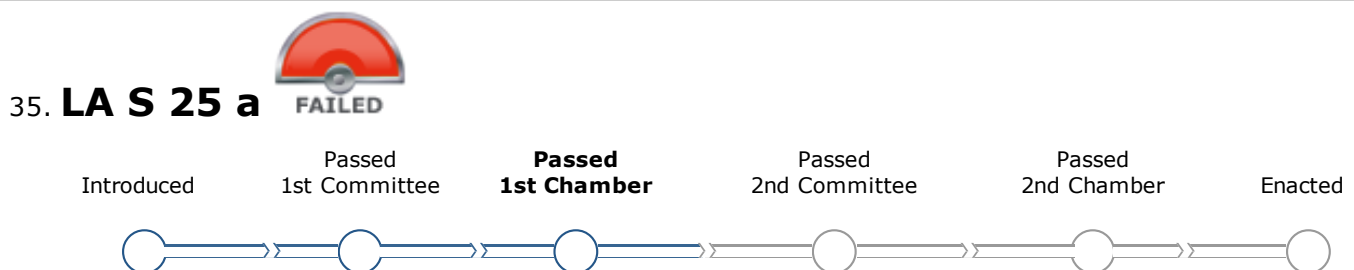 35. LA S 25 a
FAILED
Introduced
Passed
1st Committee
Passed
1st Chamber
Passed
2nd Committee
Passed
2nd Chamber
Enacted